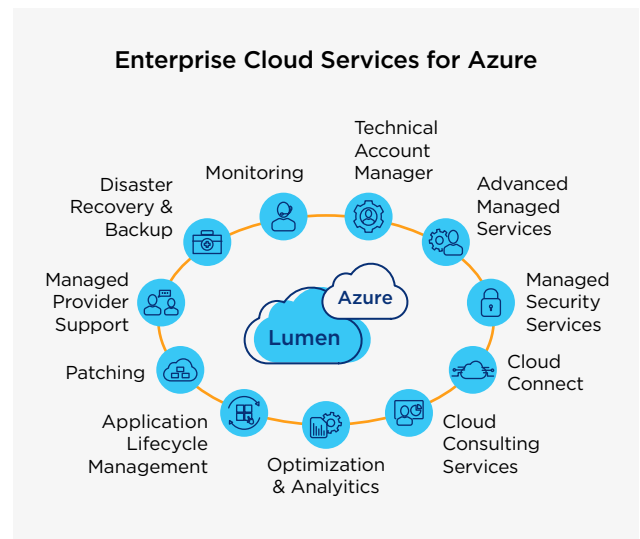 Enterprise Cloud Services for Azure
Technical
Account
Manager
Monitoring
Advanced
Managed
Services
Disaster
Recovery &
Backup
Managed
Security
Services
Managed
Provider
Support
Azure
Lumen
Cloud
Connect
Patching
Cloud
Consulting
Services
Application
Lifecycle
Management
Optimization
& Analyitics